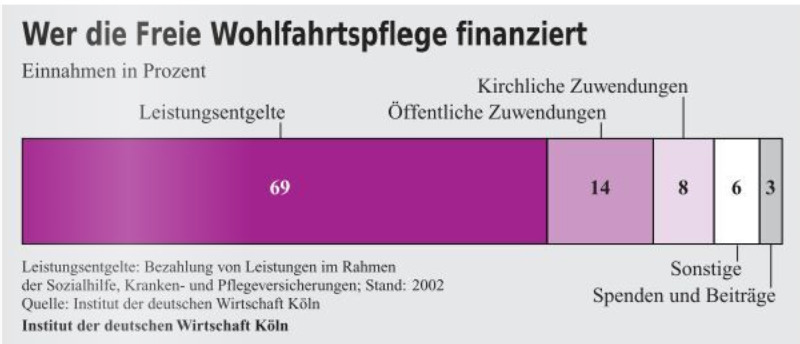 Wer die Freie Wohlfahrtspflege finanziert
Einnahmen in Prozent
Kirchliche Zuwendungen
Leistungsentgelte
Öffentliche Zuwendungen
69
14
8
6
3
Sonstige
Spenden und Beiträge
Leistungsentgelte: Bezahlung von Leistungen im Rahmen
der Sozialhilfe, Kranken- und Pflegeversicherungen; Stand: 2002
Quelle: Institut der deutschen Wirtschaft Köln
Institut der deutschen Wirtschaft Köln